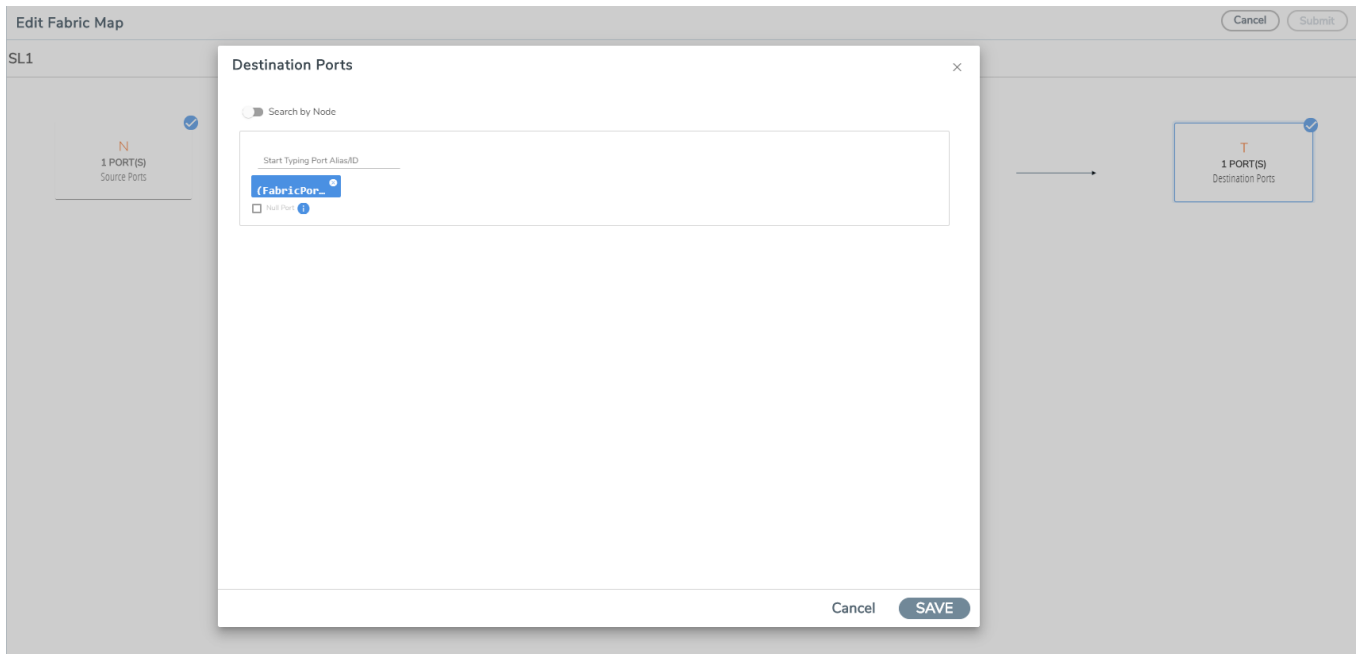 Edit Fabric Map
Cancel
Submit
SL1
Destination Ports
Search by Node
Start Typing Port Alias/ID
(FabricPor…
Null Port
N
1 PORT(S)
Source Ports
T
1 PORT(S)
Destination Ports
Cancel
SAVE